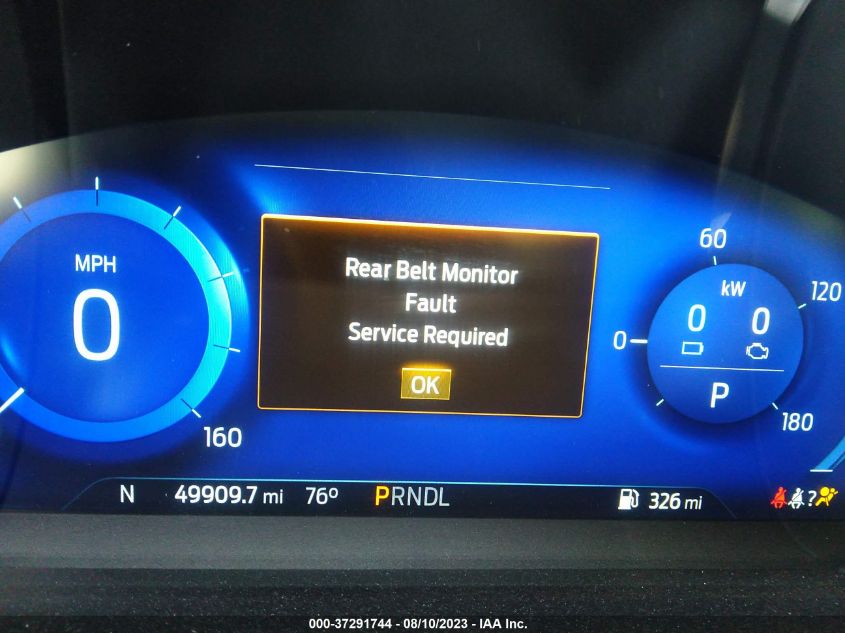 60
120
MPH
0
kW
0 0
0
P
160
180
Rear Belt Monitor
Fault
Service Required
OK
N 49909.7 mi 76º PRNDL 326 mi ?
000-37291744 - 08/10/2023 - IAA Inc.